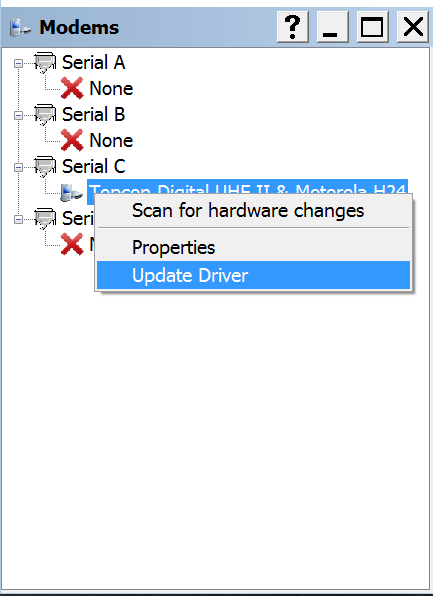 Modems
Serial A
None
Serial B
None
Serial C
Topcon Digital UHF II & Motorola H24
Scan for hardware changes
Properties
Update Driver